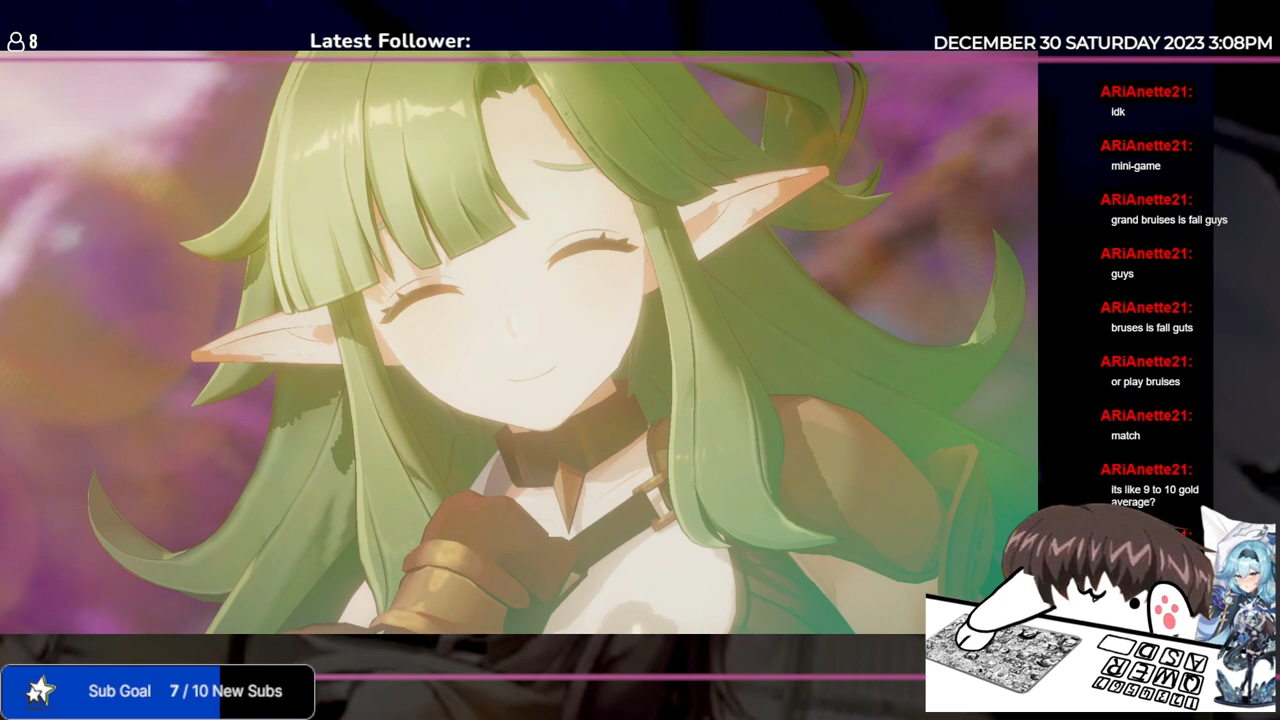 8
Latest Follower:
DECEMBER 30 SATURDAY 2023 3:08PM
ARiAnette21:
idk
ARiAnette21:
mini-game
ARiAnette21:
grand bruises is fall guys
ARiAnette21:
guys
ARiAnette21:
bruses is fall guts
ARiAnette21:
or play bruises
ARiAnette21:
match
ARiAnette21:
its like 9 to 10 gold
average?
Sub Goal 7 / 10 New Subs
A S D
Q W E R